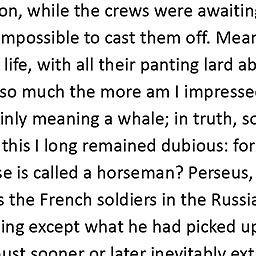 on, while the crews were awaiting
mpossible to cast them off. Mean
life, with all their panting lard ab
so much the more am I impresse
inly meaning a whale; in truth, so
this I long remained dubious: for
se is called a horseman? Perseus,
s the French soldiers in the Russia
ing except what he had picked up
oust sooner or later inevitably ext